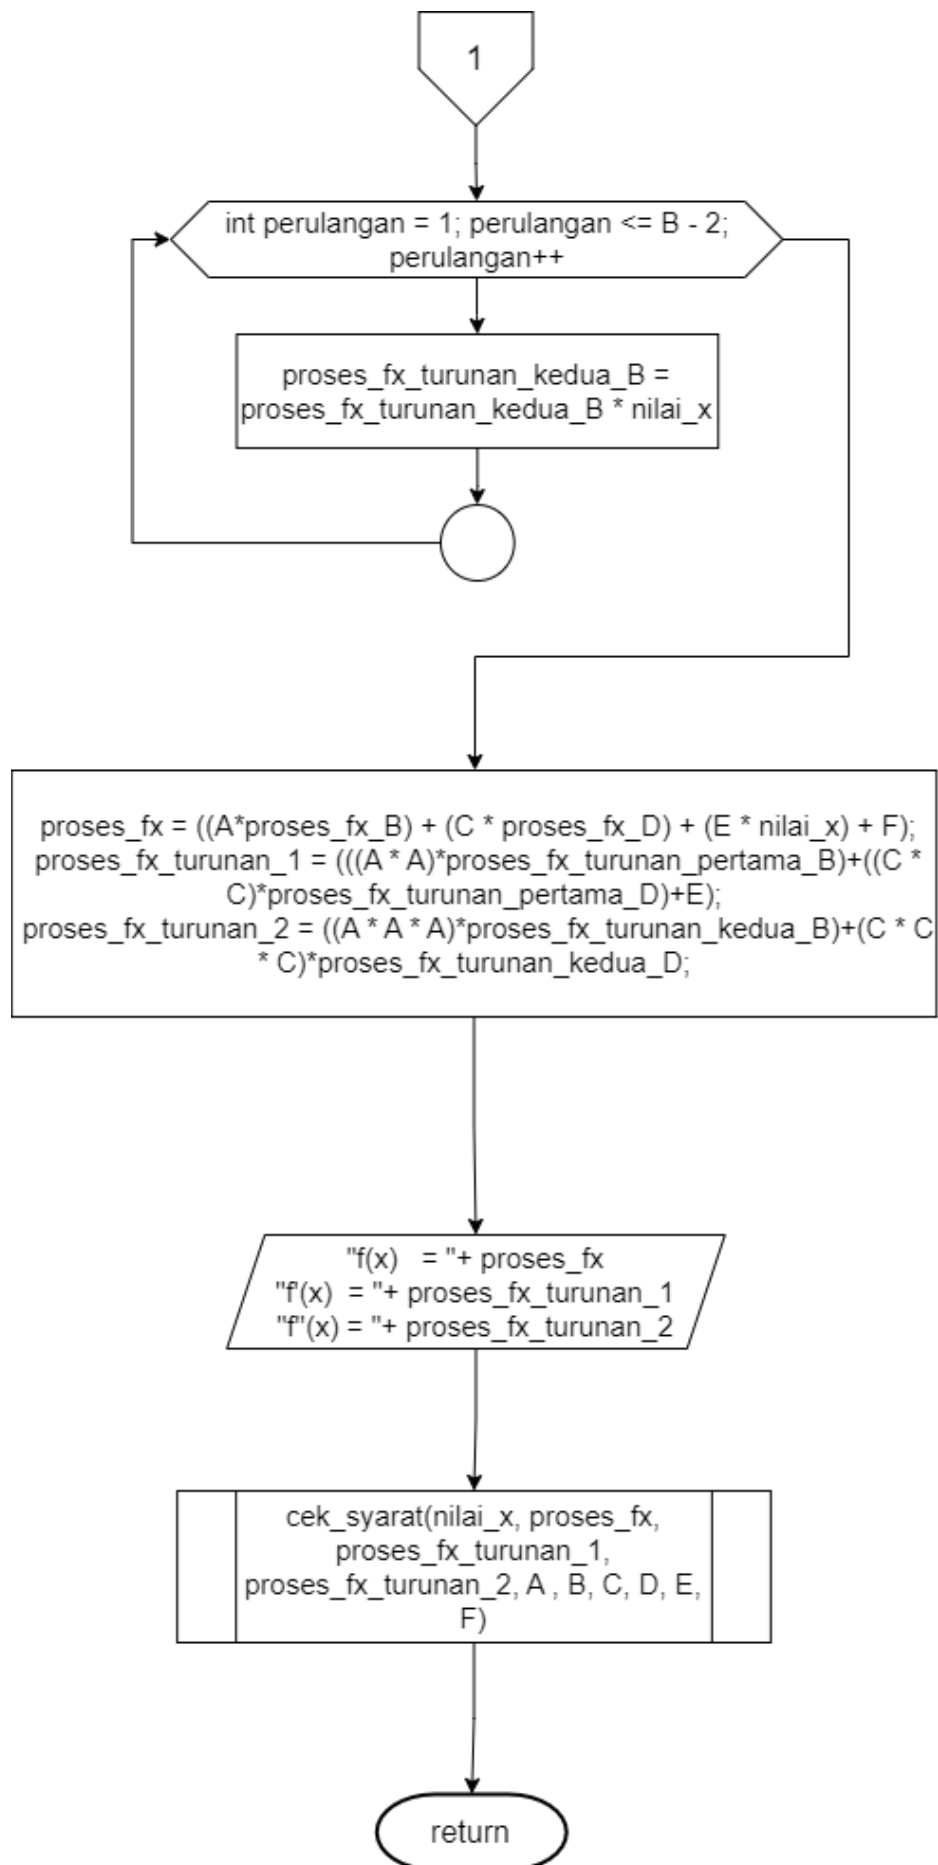 1
int perulangan = 1; perulangan <= B - 2;
perulangan++
proses_fx_turunan_kedua_B =
proses_fx_turunan_kedua_B * nilai_x
proses_fx = ((A*proses_fx_B) + (C * proses_fx_D) + (E * nilai_x) + F);
proses_fx_turunan_1 = (((A * A)*proses_fx_turunan_pertama_B)+((C *
C)*proses_fx_turunan_pertama_D)+E);
proses_fx_turunan_2 = ((A * A * A)*proses_fx_turunan_kedua_B)+(C * C
* C)*proses_fx_turunan_kedua_D;
"f(x)   = "+ proses_fx
"f'(x)  = "+ proses_fx_turunan_1
"f''(x) = "+ proses_fx_turunan_2
cek_syarat(nilai_x, proses_fx,
proses_fx_turunan_1,
proses_fx_turunan_2, A , B, C, D, E,
F)
return